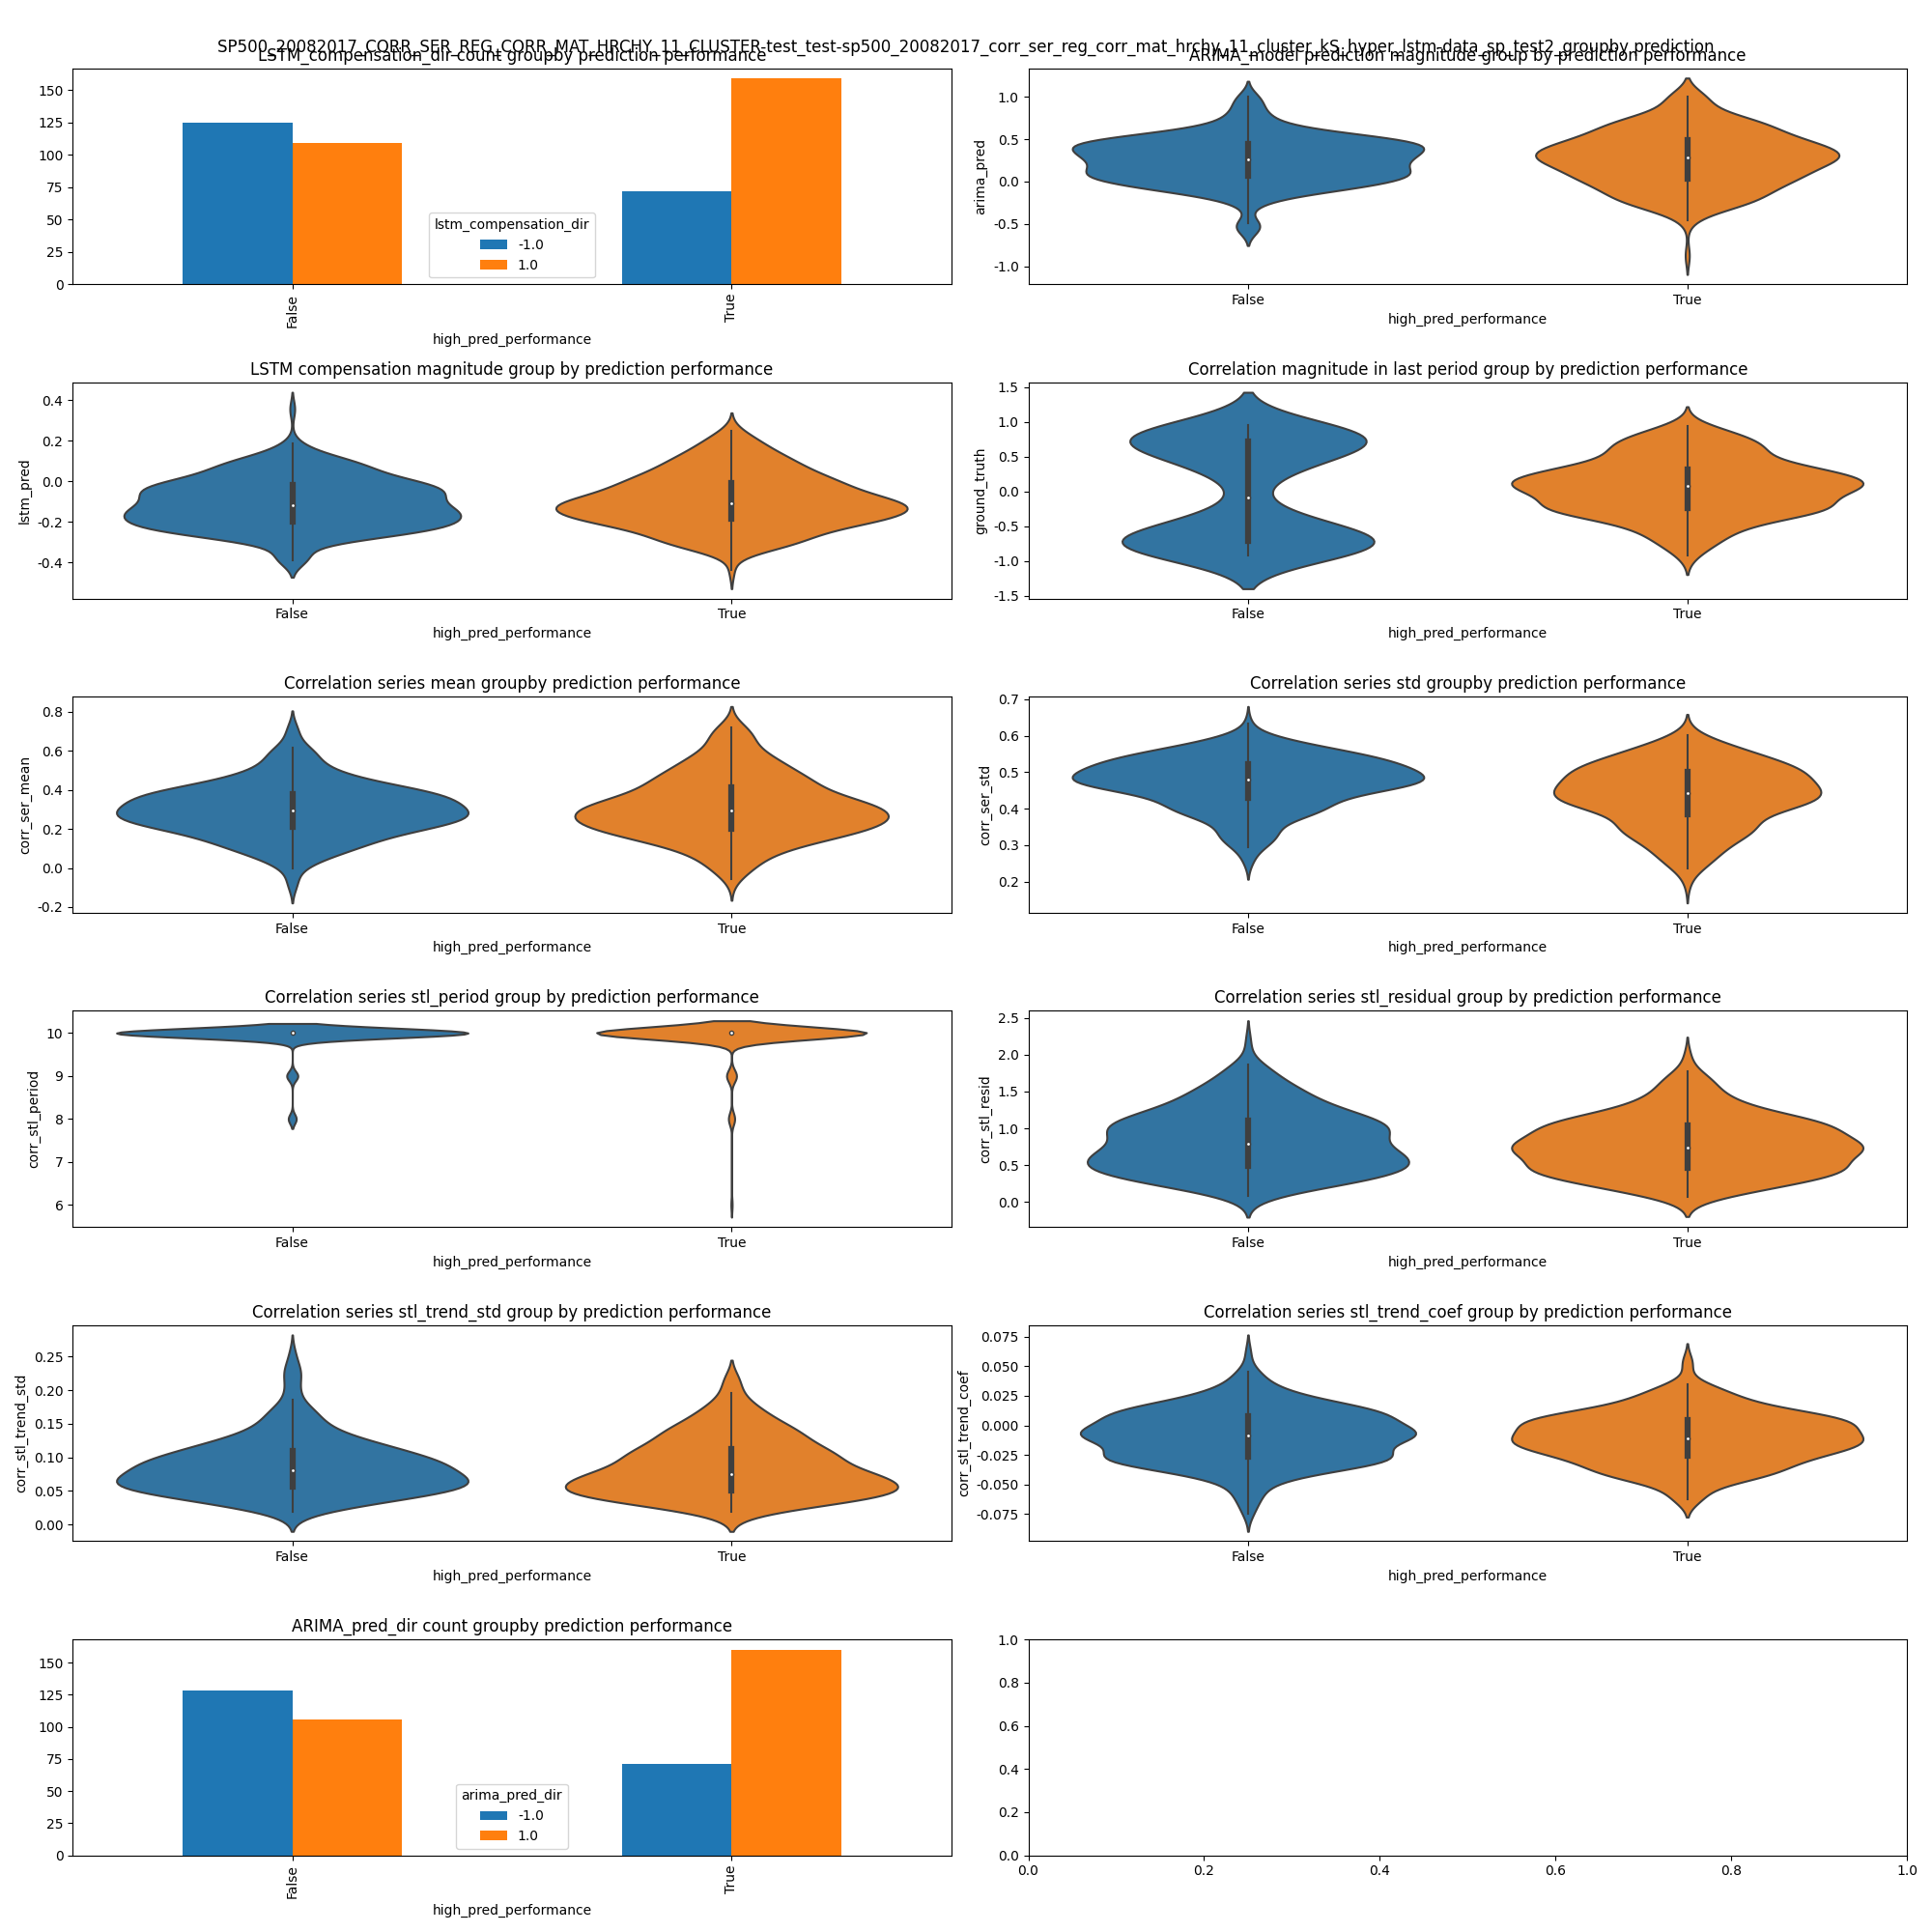 SP500_20082017_CORR_SER_REG_CORR_MAT_HRCHY_11_CLUSTER-test_test-sp500_20082017_corr_ser_reg_corr_mat_hrchy_11_cluster_kS_hyper_lstm-data_sp_test2_groupby prediction
LSTM_compensation_dir count groupby prediction performance
150
125
100
75
50
25
0
lstm_compensation_dir
-1.0
1.0
False
True
high_pred_performance
ARIMA_model prediction magnitude group by prediction performance
arima_pred
1.0
0.5
0.0
-0.5
-1.0
False
True
high_pred_performance
LSTM compensation magnitude group by prediction performance
lstm_pred
0.4
0.2
0.0
-0.2
-0.4
False
True
high_pred_performance
Correlation magnitude in last period group by prediction performance
ground_truth
1.5
1.0
0.5
0.0
-0.5
-1.0
-1.5
False
True
high_pred_performance
Correlation series mean groupby prediction performance
corr_ser_mean
0.8
0.6
0.4
0.2
0.0
-0.2
False
True
high_pred_performance
Correlation series std groupby prediction performance
corr_ser_std
0.7
0.6
0.5
0.4
0.3
0.2
False
True
high_pred_performance
Correlation series stl_period group by prediction performance
corr_stl_period
10
9
8
7
6
False
True
high_pred_performance
Correlation series stl_residual group by prediction performance
corr_stl_resid
2.5
2.0
1.5
1.0
0.5
0.0
False
True
high_pred_performance
Correlation series stl_trend_std group by prediction performance
corr_stl_trend_std
0.25
0.20
0.15
0.10
0.05
0.00
False
True
high_pred_performance
Correlation series stl_trend_coef group by prediction performance
corr_stl_trend_coef
0.075
0.050
0.025
0.000
-0.025
-0.050
-0.075
False
True
high_pred_performance
ARIMA_pred_dir count groupby prediction performance
150
125
100
75
50
25
0
arima_pred_dir
-1.0
1.0
False
True
high_pred_performance
1.0
0.8
0.6
0.4
0.2
0.0
0.0 0.2 0.4 0.6 0.8 1.0